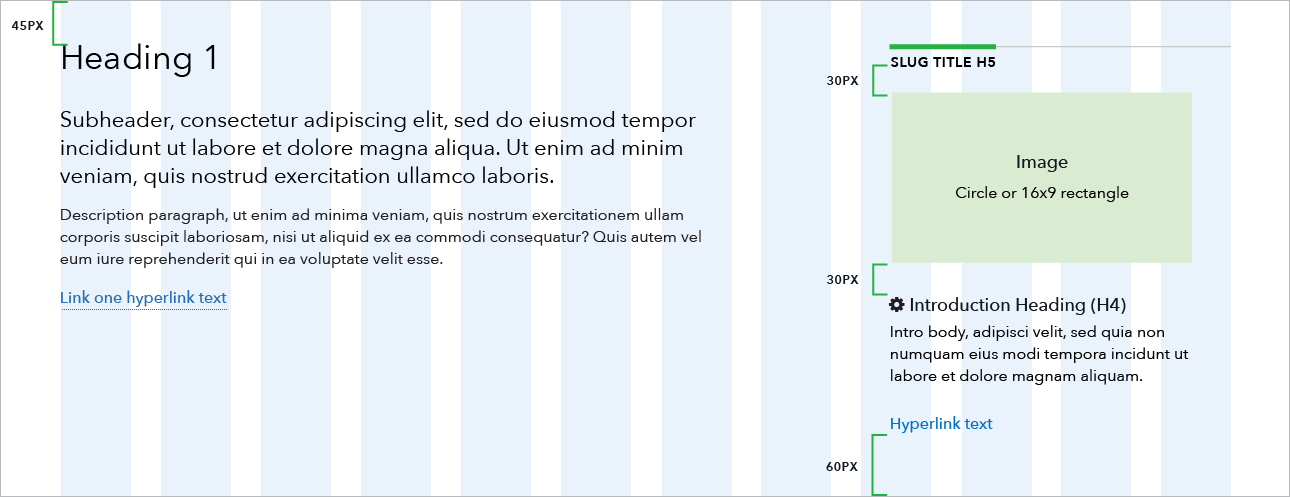 45PX
Heading 1
Subheader, consectetur adipiscing elit, sed do eiusmod tempor
incididunt ut labore et dolore magna aliqua. Ut enim ad minim
veniam, quis nostrud exercitation ullamco laboris.
Description paragraph, ut enim ad minima veniam, quis nostrum exercitationem ullam
corporis suscipit laboriosam, nisi ut aliquid ex ea commodi consequatur? Quis autem vel
eum iure reprehenderit qui in ea voluptate velit esse.
Link one hyperlink text
SLUG TITLE H5
30PX
Image
Circle or 16x9 rectangle
30PX
Introduction Heading (H4)
Intro body, adipisci velit, sed quia non
numquam eius modi tempora incidunt ut
labore et dolore magnam aliquam.
Hyperlink text
60PX